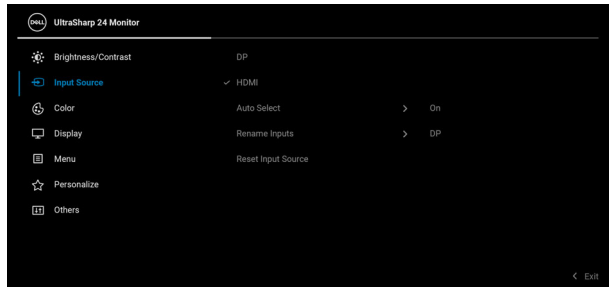 DELL UltraSharp 24 Monitor
Brightness/Contrast DP
Input Source HDMI
Color Auto Select On
Display Rename Inputs DP
Menu Reset Input Source
Personalize
Others
Exit